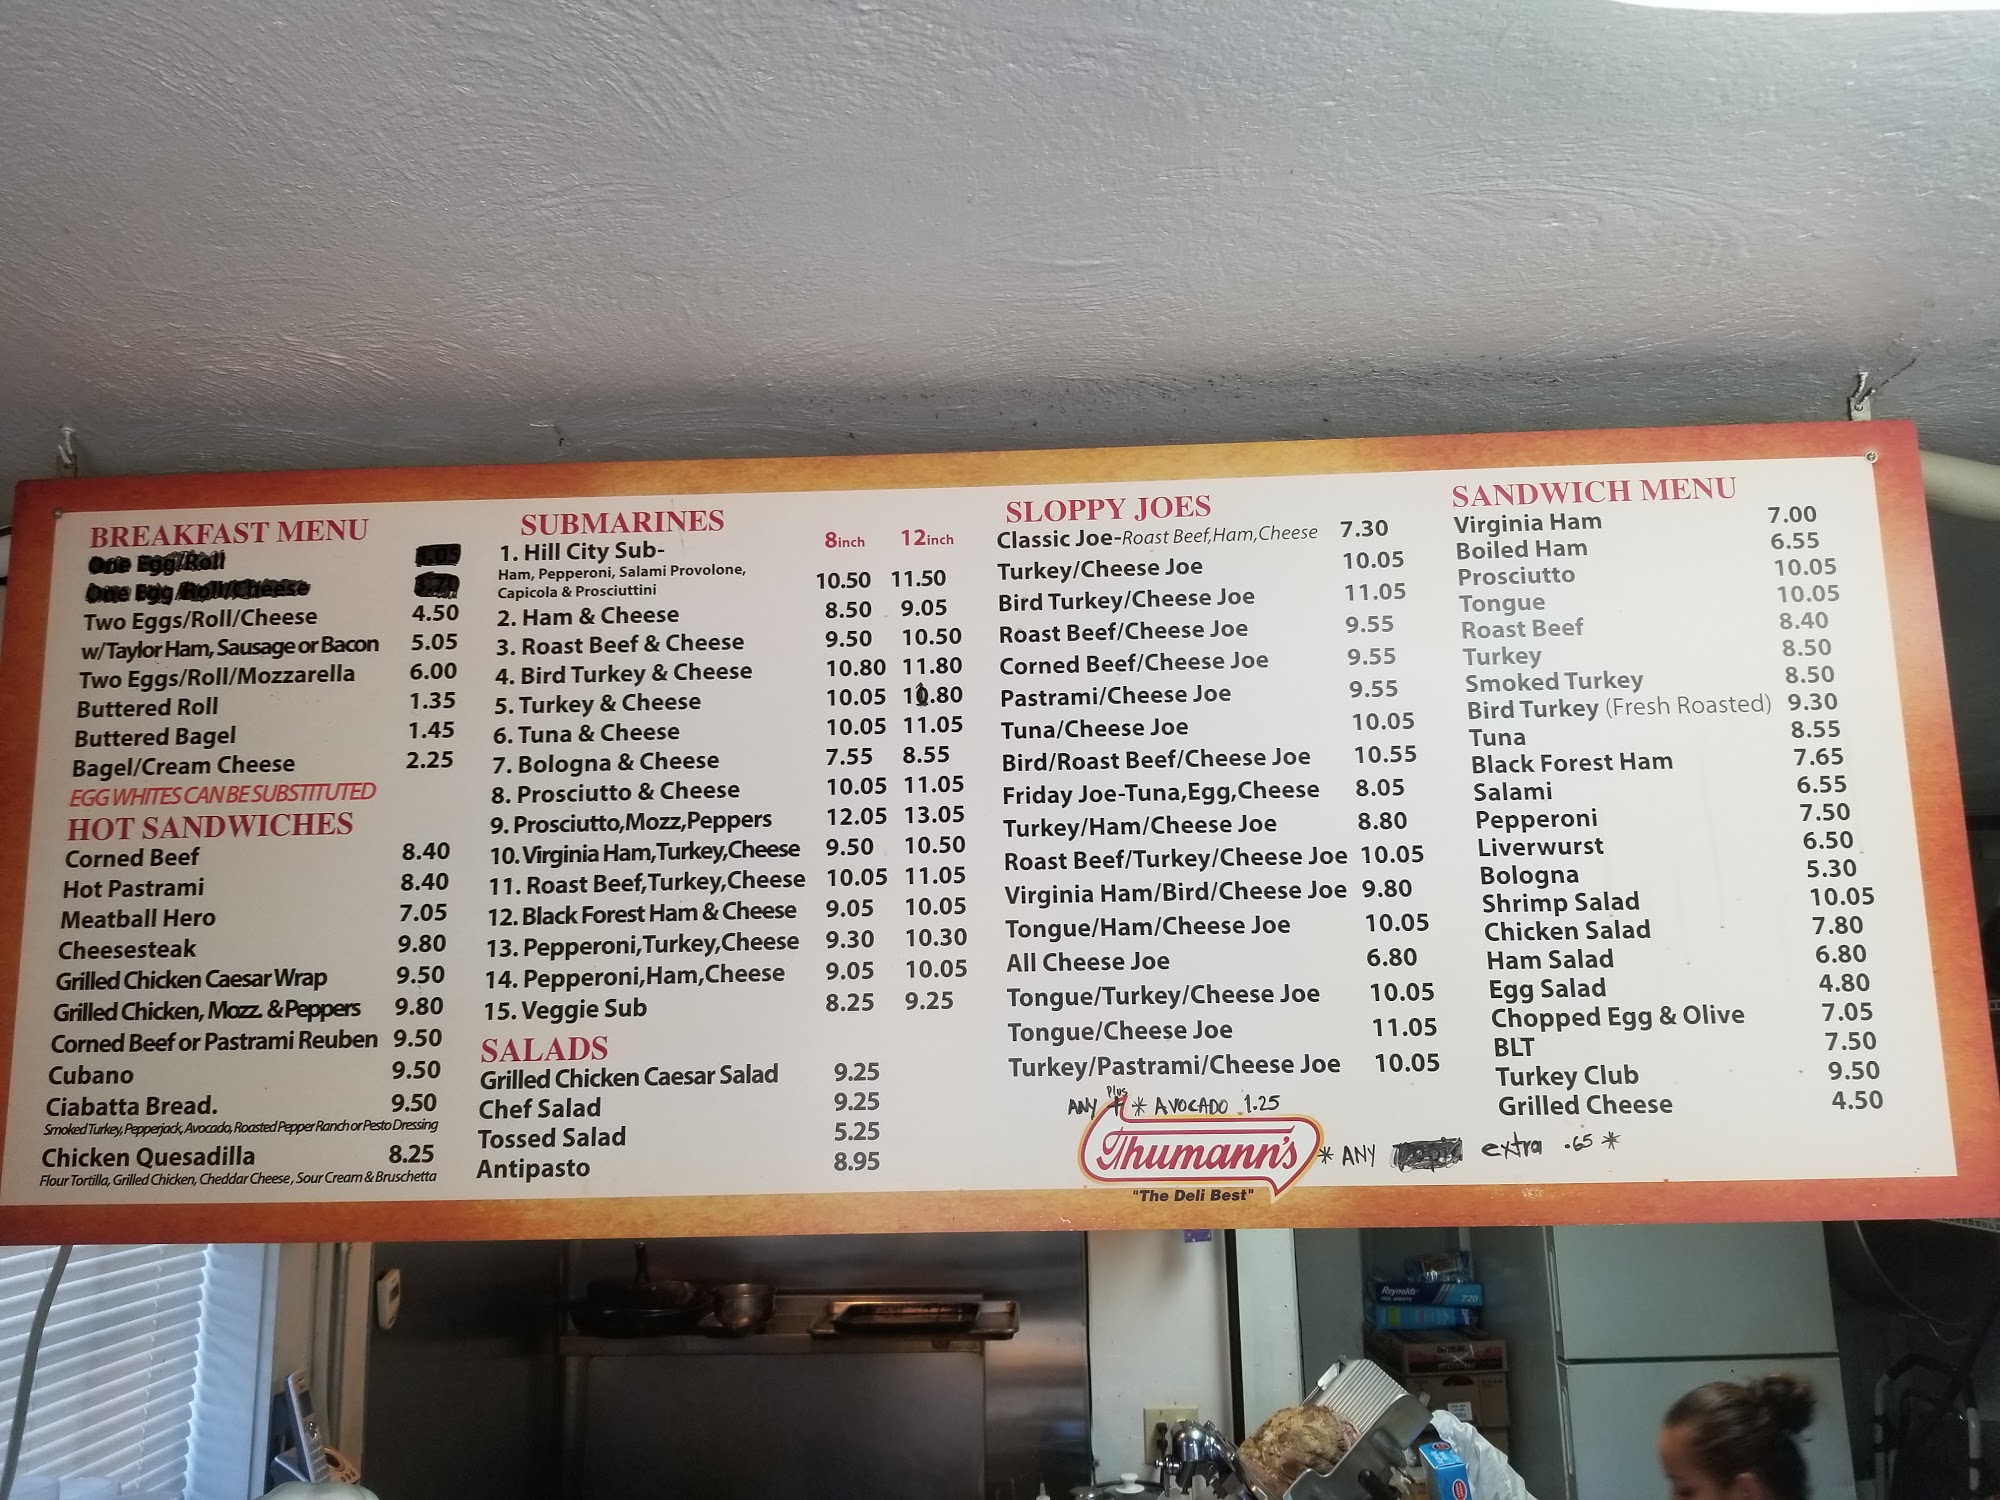 BREAKFAST MENU
One Egg/Roll
One Egg/Roll/Cheese
Two Eggs/Roll/Cheese 4.50
w/Taylor Ham, Sausage or Bacon 5.05
Two Eggs/Roll/Mozzarella 6.00
Buttered Roll 1.35
Buttered Bagel 1.45
Bagel/Cream Cheese 2.25
EGG WHITES CAN BE SUBSTITUTED
HOT SANDWICHES
Corned Beef 8.40
Hot Pastrami 8.40
Meatball Hero 7.05
Cheesesteak 9.80
Grilled Chicken Caesar Wrap 9.50
Grilled Chicken, Mozz. & Peppers 9.80
Corned Beef or Pastrami Reuben 9.50
Cubano 9.50
Ciabatta Bread. 9.50
Smoked Turkey, Pepperjack, Avocado, Roasted Pepper Ranch or Pesto Dressing
Chicken Quesadilla 8.25
Flour Tortilla, Grilled Chicken, Cheddar Cheese, Sour Cream & Bruschetta
SUBMARINES
8inch 12inch
1. Hill City Sub-
Ham, Pepperoni, Salami Provolone,
Capicola & Prosciuttini 10.50 11.50
2. Ham & Cheese 8.50 9.05
3. Roast Beef & Cheese 9.50 10.50
4. Bird Turkey & Cheese 10.80 11.80
5. Turkey & Cheese 10.05 10.80
6. Tuna & Cheese 10.05 11.05
7. Bologna & Cheese 7.55 8.55
8. Prosciutto & Cheese 10.05 11.05
9. Prosciutto,Mozz,Peppers 12.05 13.05
10. Virginia Ham,Turkey,Cheese 9.50 10.50
11. Roast Beef,Turkey,Cheese 10.05 11.05
12. Black Forest Ham & Cheese 9.05 10.05
13. Pepperoni,Turkey,Cheese 9.30 10.30
14. Pepperoni,Ham,Cheese 9.05 10.05
15. Veggie Sub 8.25 9.25
SALADS
Grilled Chicken Caesar Salad 9.25
Chef Salad 9.25
Tossed Salad 5.25
Antipasto 8.95
SLOPPY JOES
Classic Joe-Roast Beef,Ham,Cheese 7.30
Turkey/Cheese Joe 10.05
Bird Turkey/Cheese Joe 11.05
Roast Beef/Cheese Joe 9.55
Corned Beef/Cheese Joe 9.55
Pastrami/Cheese Joe 9.55
Tuna/Cheese Joe 10.05
Bird/Roast Beef/Cheese Joe 10.55
Friday Joe-Tuna,Egg,Cheese 8.05
Turkey/Ham/Cheese Joe 8.80
Roast Beef/Turkey/Cheese Joe 10.05
Virginia Ham/Bird/Cheese Joe 9.80
Tongue/Ham/Cheese Joe 10.05
All Cheese Joe 6.80
Tongue/Turkey/Cheese Joe 10.05
Tongue/Cheese Joe 11.05
Turkey/Pastrami/Cheese Joe 10.05
Plus
ANY * AVOCADO 1.25
Thumann's
"The Deli Best"
* ANY extra .65 *
SANDWICH MENU
Virginia Ham 7.00
Boiled Ham 6.55
Prosciutto 10.05
Tongue 10.05
Roast Beef 8.40
Turkey 8.50
Smoked Turkey 8.50
Bird Turkey (Fresh Roasted) 9.30
Tuna 8.55
Black Forest Ham 7.65
Salami 6.55
Pepperoni 7.50
Liverwurst 6.50
Bologna 5.30
Shrimp Salad 10.05
Chicken Salad 7.80
Ham Salad 6.80
Egg Salad 4.80
Chopped Egg & Olive 7.05
BLT 7.50
Turkey Club 9.50
Grilled Cheese 4.50
Reynolds
720